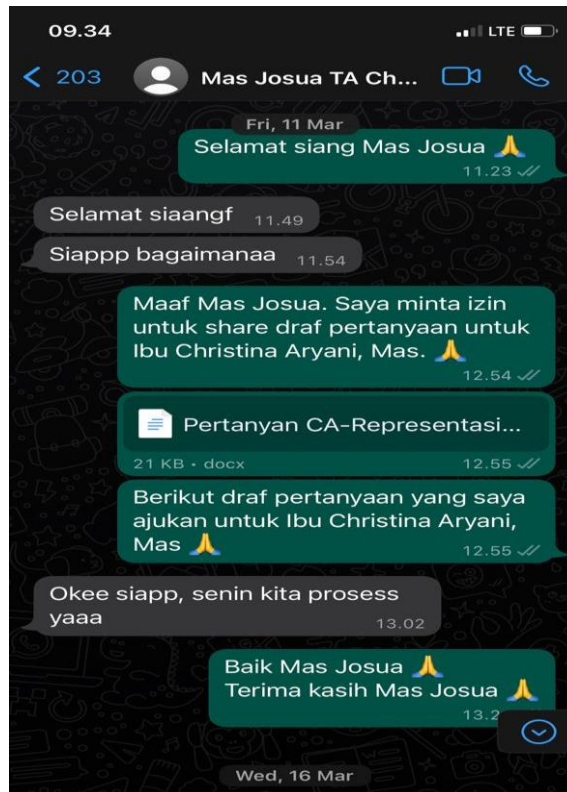 09.34
LTE
203
Mas Josua TA Ch...
Fri, 11 Mar
Selamat siang Mas Josua 🙏
11.23
Selamat siaangf 11.49
Siappp bagaimanaa 11.54
Maaf Mas Josua. Saya minta izin
untuk share draf pertanyaan untuk
Ibu Christina Aryani, Mas. 🙏
12.54
Pertanyan CA-Representasi...
21 KB • docx 12.55
Berikut draf pertanyaan yang saya
ajukan untuk Ibu Christina Aryani,
Mas 🙏
12.55
Okee siapp, senin kita prosess
yaaa
13.02
Baik Mas Josua 🙏
Terima kasih Mas Josua 🙏
13.2
Wed, 16 Mar